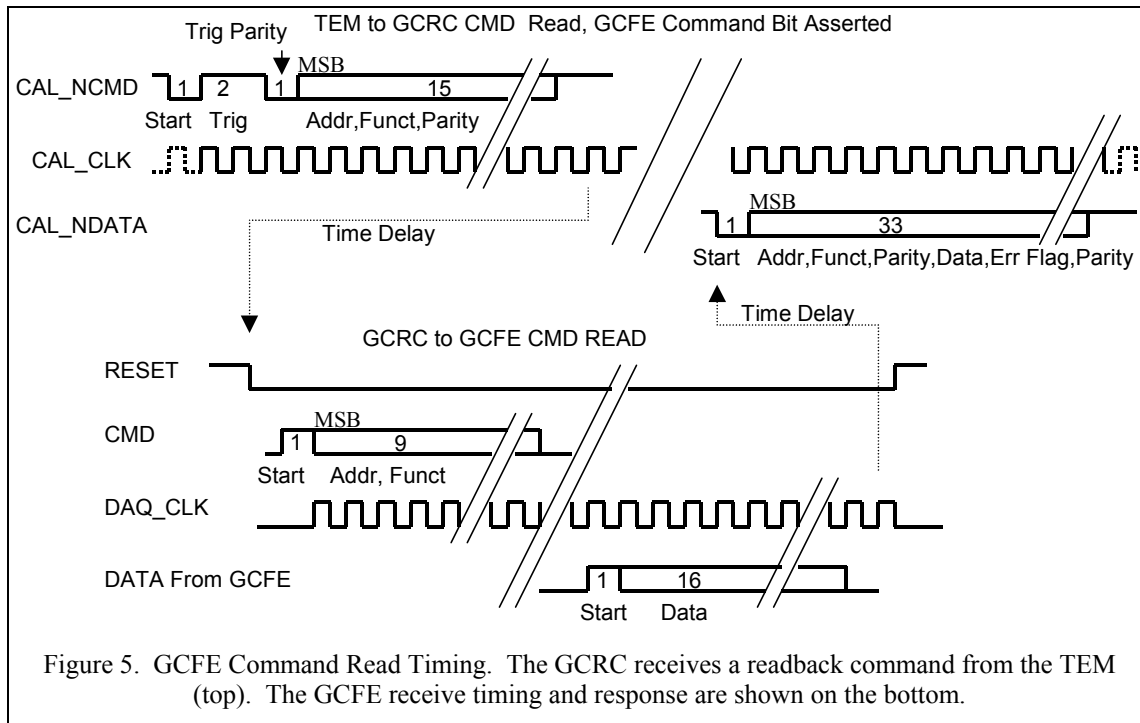 TEM to GCRC CMD Read, GCFE Command Bit Asserted
Trig Parity
MSB
CAL_NCMD
1 2 1 15
Start Trig Addr,Funct,Parity
CAL_CLK
MSB
CAL_NDATA
1 33
Time Delay
Start Addr,Funct,Parity,Data,Err Flag,Parity
Time Delay
GCRC to GCFE CMD READ
RESET
MSB
CMD
1 9
Start Addr, Funct
DAQ_CLK
DATA From GCFE
1 16
Start Data
Figure 5. GCFE Command Read Timing. The GCRC receives a readback command from the TEM
(top). The GCFE receive timing and response are shown on the bottom.